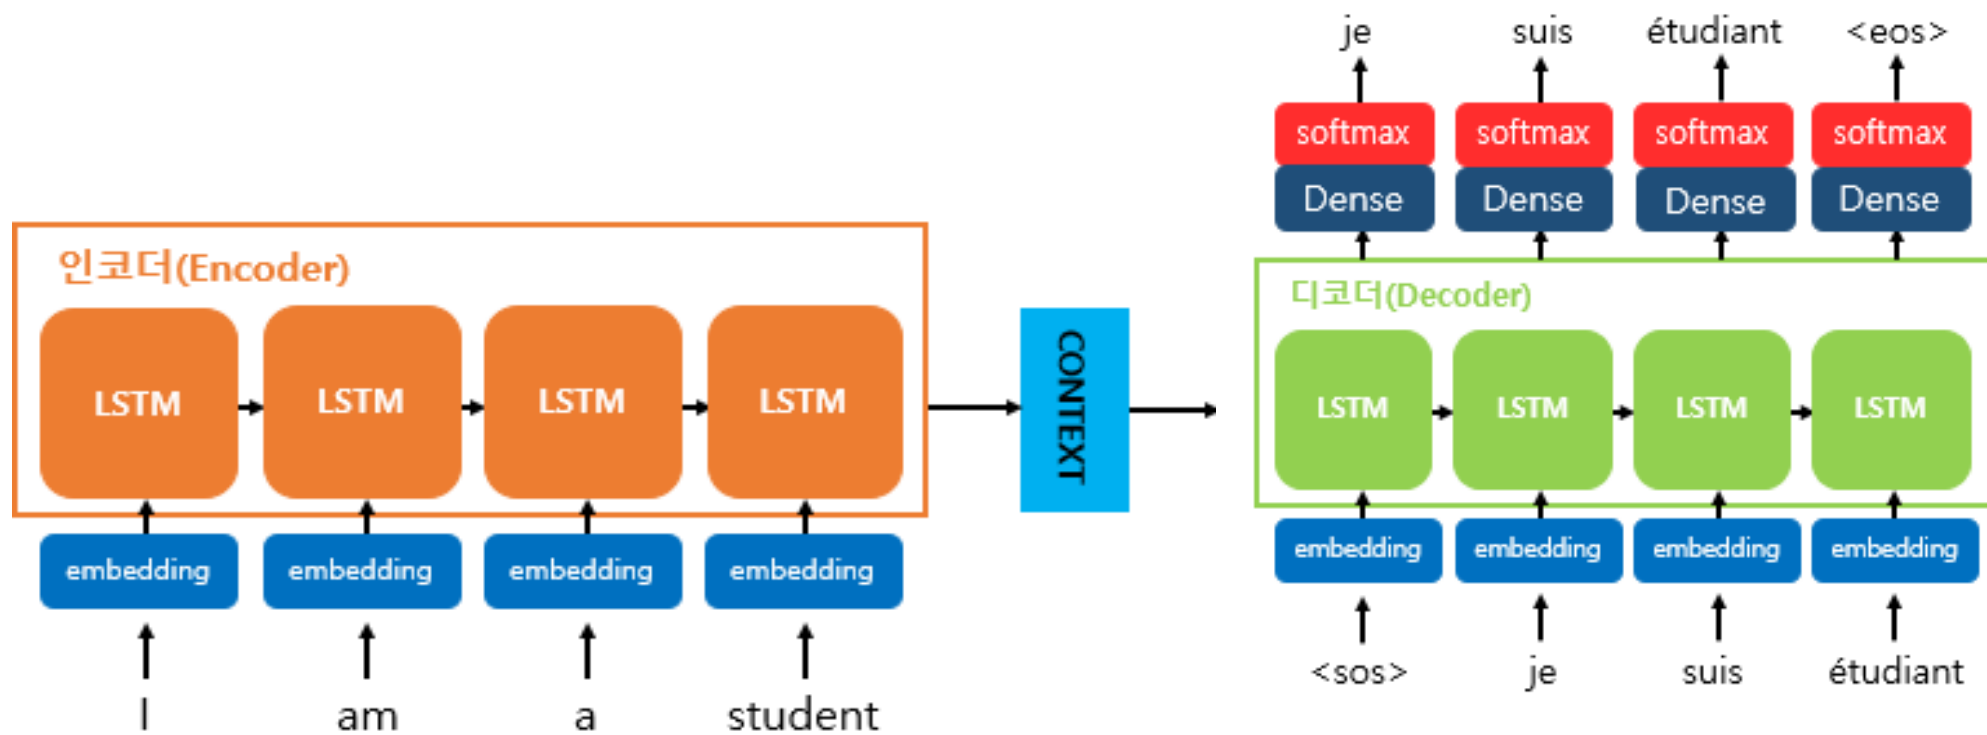 인코더(Encoder)
LSTM LSTM LSTM LSTM
embedding embedding embedding embedding
I am a student
CONTEXT
je suis étudiant <eos>
softmax softmax softmax softmax
Dense Dense Dense Dense
디코더(Decoder)
LSTM LSTM LSTM LSTM
embedding embedding embedding embedding
<sos> je suis étudiant